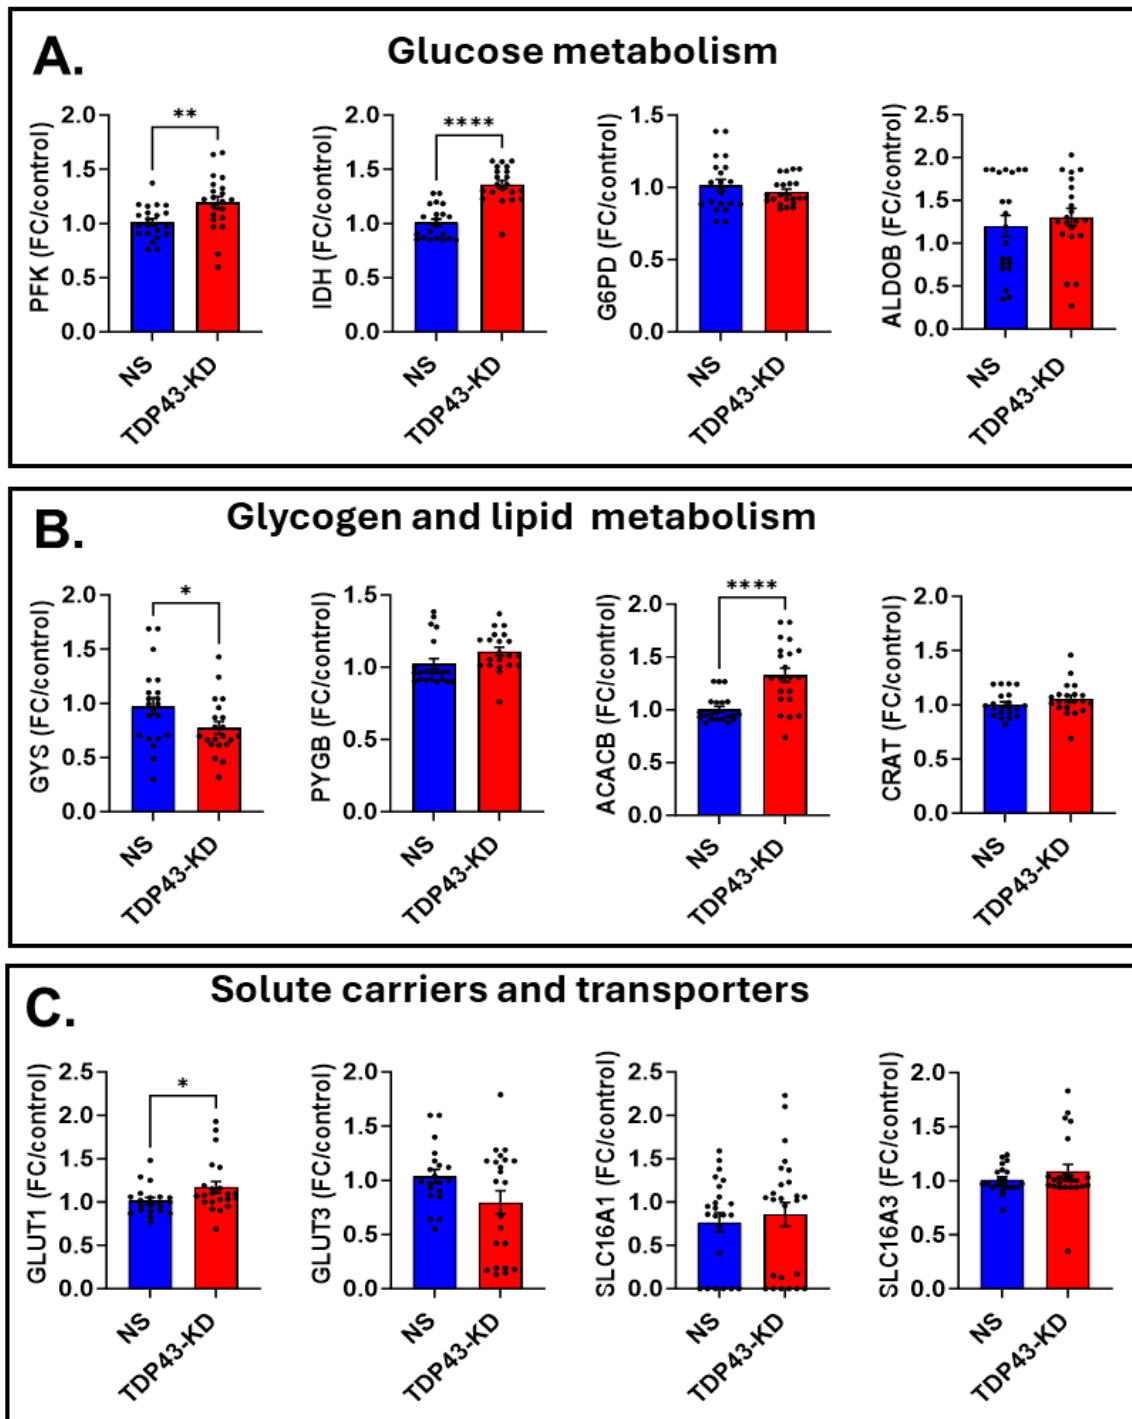 A.
Glucose metabolism
PFK (FC/control)
2.0
1.5
1.0
0.5
0.0
**
NS
TDP43-KD
IDH (FC/control)
2.0
1.5
1.0
0.5
0.0
****
NS
TDP43-KD
G6PD (FC/control)
1.5
1.0
0.5
0.0
NS
TDP43-KD
ALDOB (FC/control)
2.5
2.0
1.5
1.0
0.5
0.0
NS
TDP43-KD
B.
Glycogen and lipid metabolism
GYS (FC/control)
2.0
1.5
1.0
0.5
0.0
*
NS
TDP43-KD
PYGB (FC/control)
1.5
1.0
0.5
0.0
NS
TDP43-KD
ACACB (FC/control)
2.0
1.5
1.0
0.5
0.0
****
NS
TDP43-KD
CRAT (FC/control)
2.0
1.5
1.0
0.5
0.0
NS
TDP43-KD
C.
Solute carriers and transporters
GLUT1 (FC/control)
2.5
2.0
1.5
1.0
0.5
0.0
*
NS
TDP43-KD
GLUT3 (FC/control)
2.0
1.5
1.0
0.5
0.0
NS
TDP43-KD
SLC16A1 (FC/control)
2.5
2.0
1.5
1.0
0.5
0.0
NS
TDP43-KD
SLC16A3 (FC/control)
2.0
1.5
1.0
0.5
0.0
NS
TDP43-KD